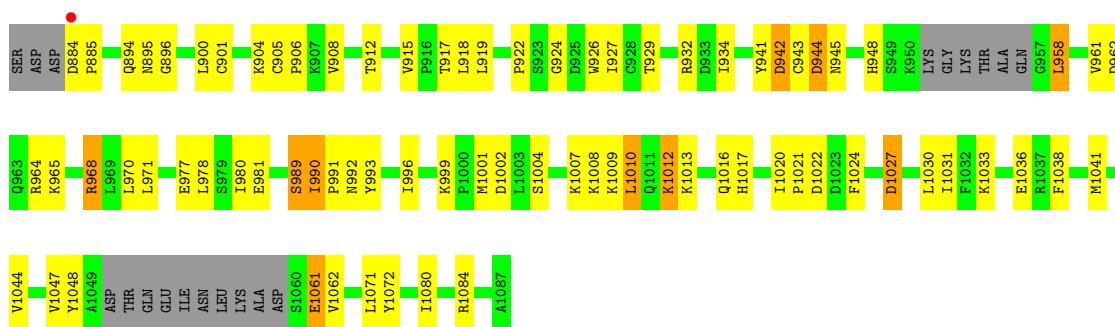 SER ASP ASP D884 P885 Q894 N895 G896 L900 C901 K904 C905 P906 K907 V908 T912 V915 P916 T917 L918 L919 P922 S923 G924 D925 W926 I927 C928 T929 R932 D933 I934 Y941 D942 C943 D944 N945 H948 S949 K950 LYS GLY LYS THR ALA GLN G957 L958 V961
Q963 R964 K965 R968 L969 L970 L971 E977 L978 S979 I980 E981 S989 I990 P991 N992 Y993 I996 K999 P1000 M1001 D1002 L1003 S1004 K1007 K1008 K1009 L1010 Q1011 K1012 K1013 Q1016 H1017 I1020 P1021 D1022 D1023 F1024 D1027 L1030 I1031 F1032 K1033 E1036 R1037 F1038 M1041
V1044 V1047 Y1048 A1049 ASP THR GLN GLU ILE ASN LEU LYS ALA ASP S1060 E1061 V1062 L1071 Y1072 I1080 R1084 A1087